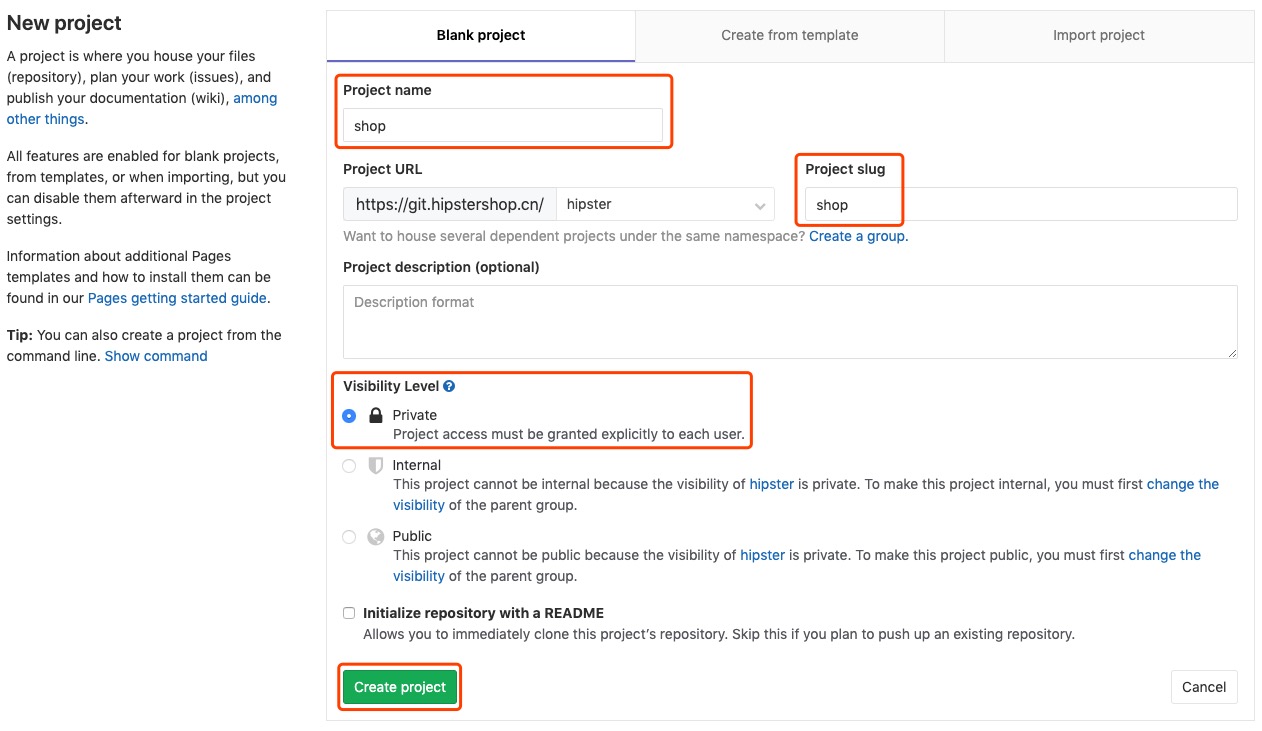 New project
A project is where you house your files
(repository), plan your work (issues), and
publish your documentation (wiki), among
other things.
All features are enabled for blank projects,
from templates, or when importing, but you
can disable them afterward in the project
settings.
Information about additional Pages
templates and how to install them can be
found in our Pages getting started guide.
Tip: You can also create a project from the
command line. Show command
Blank project
Create from template
Import project
Project name
shop
Project URL
Project slug
https://git.hipstershop.cn/
hipster
shop
Want to house several dependent projects under the same namespace? Create a group.
Project description (optional)
Description format
Visibility Level ?
Private
Project access must be granted explicitly to each user.
Internal
This project cannot be internal because the visibility of hipster is private. To make this project internal, you must first change the
visibility of the parent group.
Public
This project cannot be public because the visibility of hipster is private. To make this project public, you must first change the
visibility of the parent group.
Initialize repository with a README
Allows you to immediately clone this project’s repository. Skip this if you plan to push up an existing repository.
Create project
Cancel